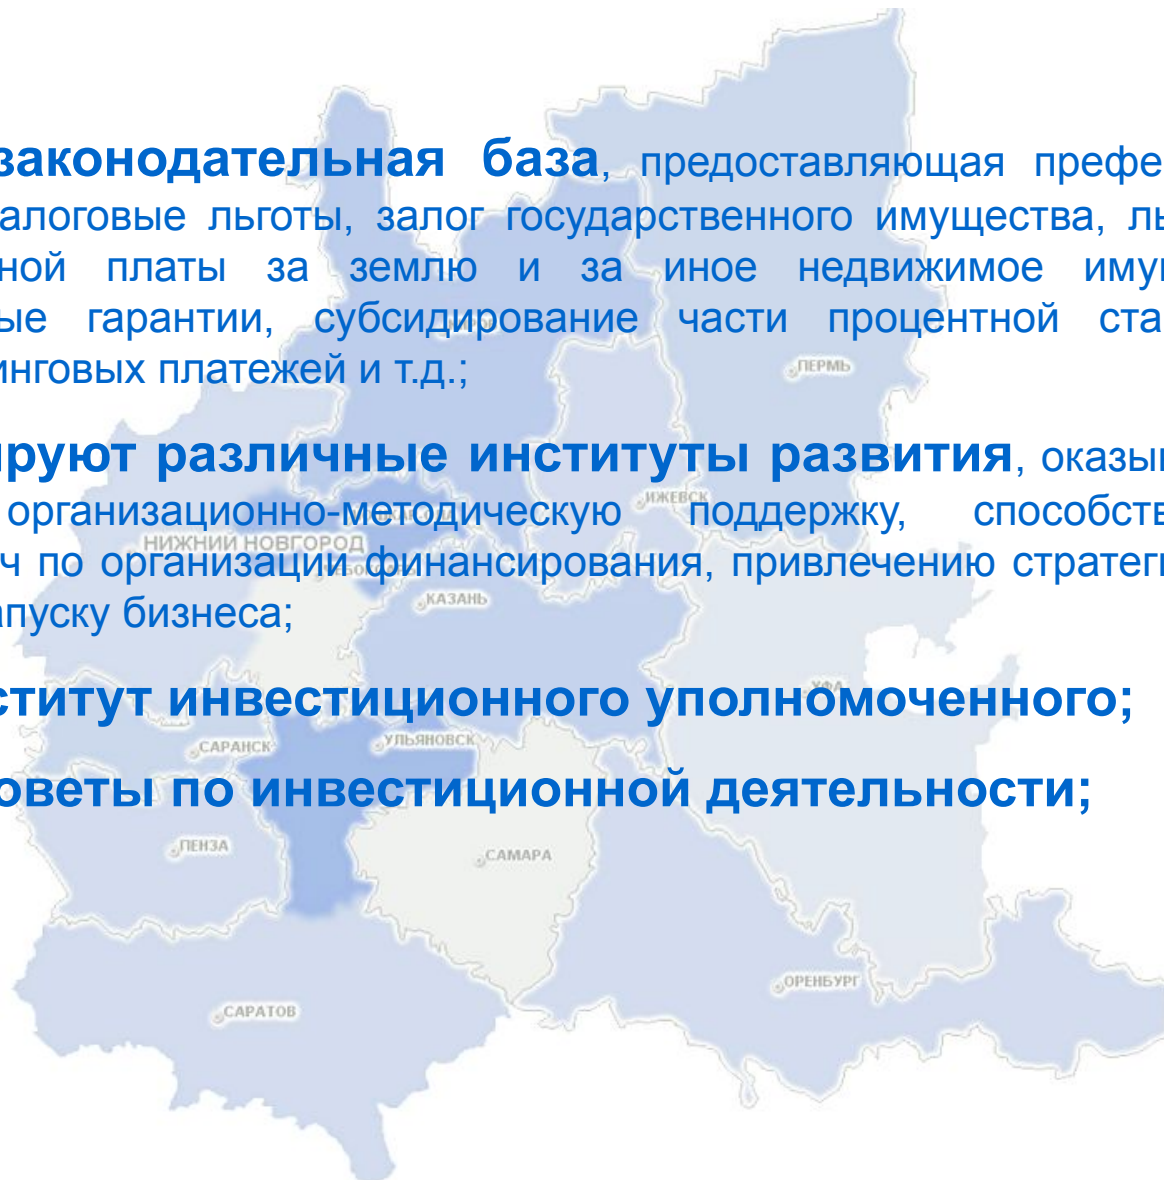 законодательная база, предоставляющая префе
алоговые льготы, залог государственного имущества, ль
ной платы за землю и за иное недвижимое иму
ые гарантии, субсидирование части процентной ста
инговых платежей и т.д.;
ПЕРМЬ
ируют различные институты развития, оказы
организационно-методическую поддержку, способств
ИЖЕВСК
НИЖНИЙ НОВГОРОД
ч по организации финансирования, привлечению стратеги
КАЗАНЬ
апуску бизнеса;
УФА
ститут инвестиционного уполномоченного;
САРАНСК
УЛЬЯНОВСК
оветы по инвестиционной деятельности;
ПЕНЗА
САМАРА
ОРЕНБУРГ
САРАТОВ